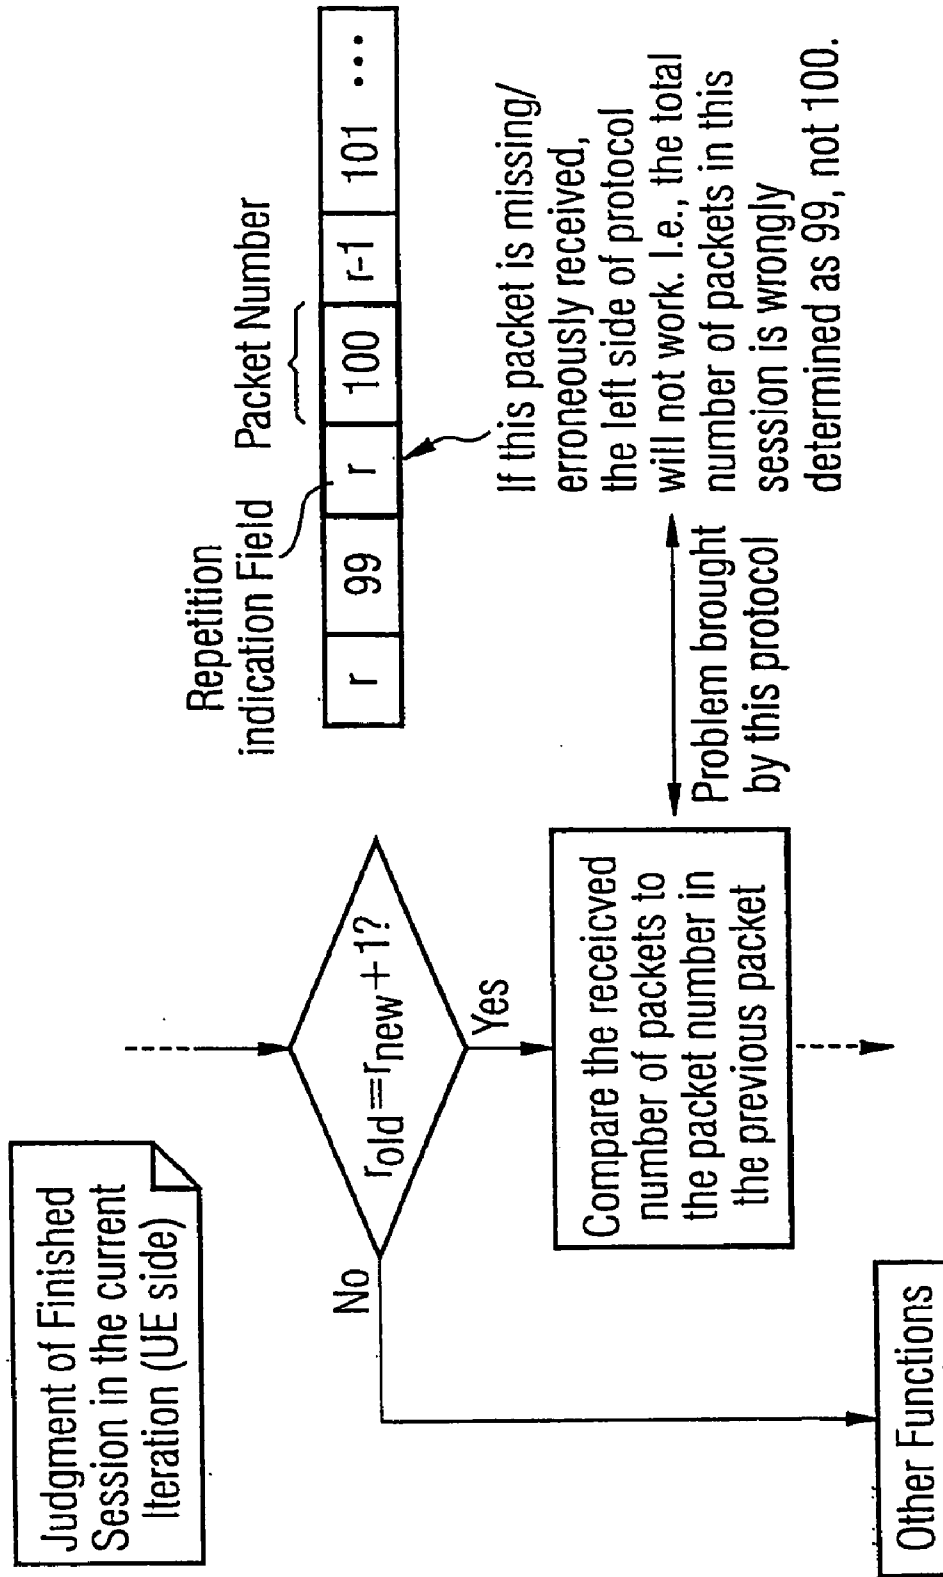 Judgment of Finished
Session in the current
Iteration (UE side)
rold=rnew+1?
No
Yes
Compare the receicved
number of packets to
the packet number in
the previous packet
Other Functions
Problem brought
by this protocol
Repetition
indication Field
Packet Number
r 99 r 100 r-1 101 •••
If this packet is missing/
erroneously received,
the left side of protocol
will not work. I.e., the total
number of packets in this
session is wrongly
determined as 99, not 100.